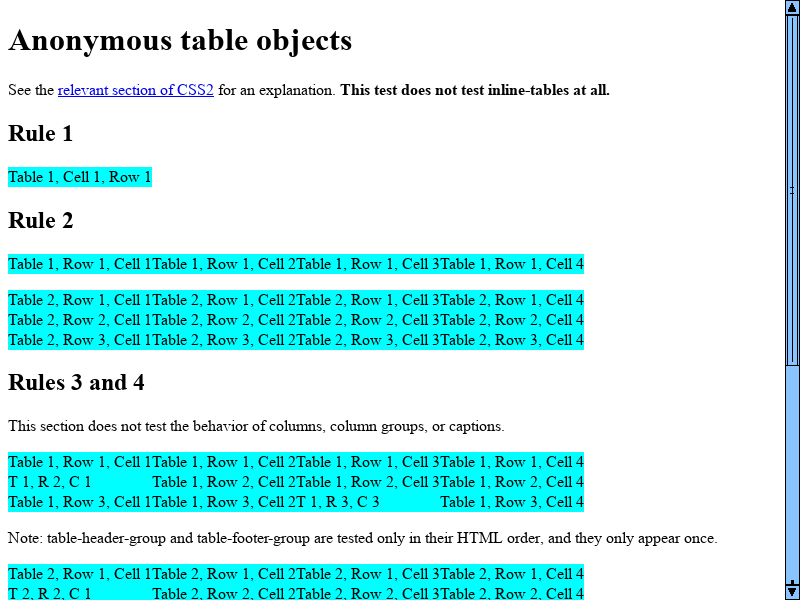 Anonymous table objects
See the relevant section of CSS2 for an explanation. This test does not test inline-tables at all.
Rule 1
Table 1, Cell 1, Row 1
Rule 2
Table 1, Row 1, Cell 1Table 1, Row 1, Cell 2Table 1, Row 1, Cell 3Table 1, Row 1, Cell 4
Table 2, Row 1, Cell 1Table 2, Row 1, Cell 2Table 2, Row 1, Cell 3Table 2, Row 1, Cell 4
Table 2, Row 2, Cell 1Table 2, Row 2, Cell 2Table 2, Row 2, Cell 3Table 2, Row 2, Cell 4
Table 2, Row 3, Cell 1Table 2, Row 3, Cell 2Table 2, Row 3, Cell 3Table 2, Row 3, Cell 4
Rules 3 and 4
This section does not test the behavior of columns, column groups, or captions.
Table 1, Row 1, Cell 1Table 1, Row 1, Cell 2Table 1, Row 1, Cell 3Table 1, Row 1, Cell 4
T 1, R 2, C 1 Table 1, Row 2, Cell 2Table 1, Row 2, Cell 3Table 1, Row 2, Cell 4
Table 1, Row 3, Cell 1Table 1, Row 3, Cell 2T 1, R 3, C 3 Table 1, Row 3, Cell 4
Note: table-header-group and table-footer-group are tested only in their HTML order, and they only appear once.
Table 2, Row 1, Cell 1Table 2, Row 1, Cell 2Table 2, Row 1, Cell 3Table 2, Row 1, Cell 4
T 2, R 2, C 1 Table 2, Row 2, Cell 2Table 2, Row 2, Cell 3Table 2, Row 2, Cell 4